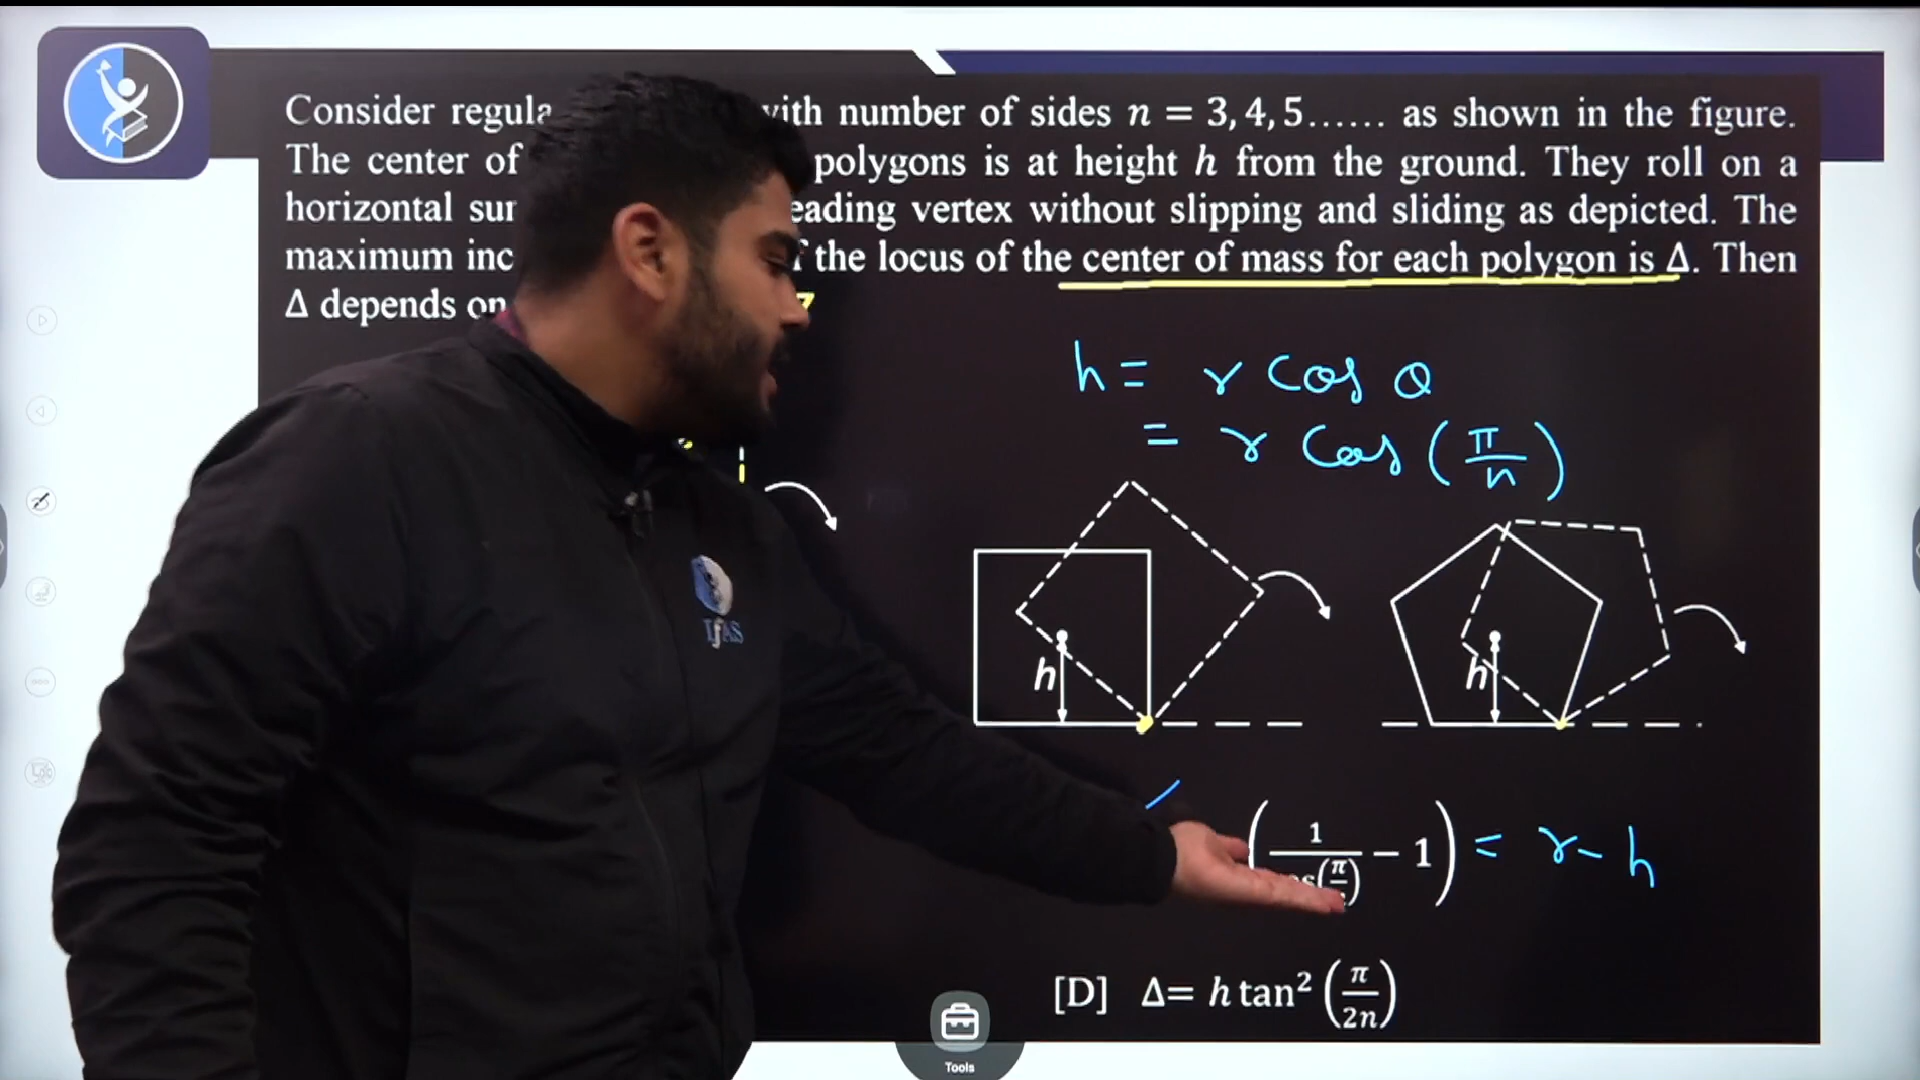 Consider regula with number of sides n = 3, 4, 5...... as shown in the figure.
The center of polygons is at height h from the ground. They roll on a
horizontal sur eading vertex without slipping and sliding as depicted. The
maximum inc f the locus of the center of mass for each polygon is Δ. Then
Δ depends on
h = r cos θ
= r cos (π/n)
h
h
IFAS
(1/cos(π/) − 1) = r − h
[D] Δ= h tan² (π/2n)
Tools